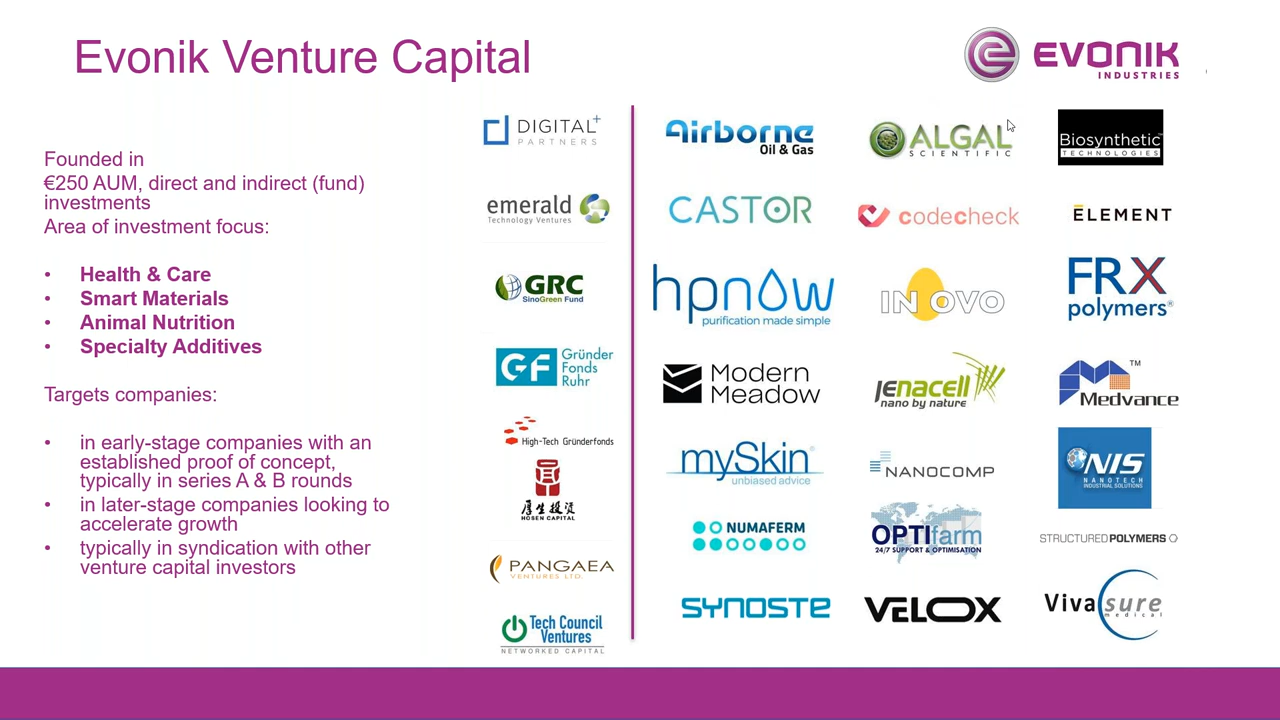 Evonik Venture Capital
EVONIK
INDUSTRIES
Founded in
€250 AUM, direct and indirect (fund)
investments
Area of investment focus:
• Health & Care
• Smart Materials
• Animal Nutrition
• Specialty Additives
Targets companies:
• in early-stage companies with an
established proof of concept,
typically in series A & B rounds
• in later-stage companies looking to
accelerate growth
• typically in syndication with other
venture capital investors
DIGITAL+
PARTNERS
emerald
Technology Ventures
GRC
SinoGreen Fund
GF
Gründer
Fonds
Ruhr
High-Tech Gründerfonds
厚生投资
HOSEN CAPITAL
PANGAEA
VENTURES LTD.
Tech Council
Ventures
NETWORKED CAPITAL
Airborne
Oil & Gas
ALGAL
SCIENTIFIC
Biosynthetic™
TECHNOLOGIES
CASTOR
codecheck
ELEMENT
hpnow
purification made simple
IN OVO
FRX
polymers®
Modern
Meadow
JENACELL
nano by nature
Medvance™
mySkin®
unbiased advice
NANOCOMP
NIS
NANOTECH
INDUSTRIAL SOLUTIONS
NUMAFERM
OPTIfarm
24/7 SUPPORT & OPTIMISATION
STRUCTUREDPOLYMERS
SYNOSTE
VELOX
Vivasure
medical